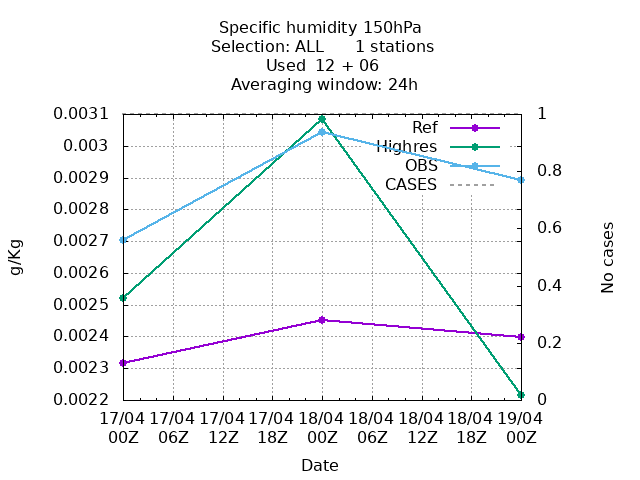 Specific humidity 150hPa
Selection: ALL      1 stations
Used  12 + 06
Averaging window: 24h
0.0031
0.003
0.0029
0.0028
0.0027
0.0026
0.0025
0.0024
0.0023
0.0022
g/Kg
Ref
Highres
OBS
CASES
1
0.8
0.6
0.4
0.2
0
No cases
17/04 17/04 17/04 17/04 18/04 18/04 18/04 18/04 19/04
00Z 06Z 12Z 18Z 00Z 06Z 12Z 18Z 00Z
Date